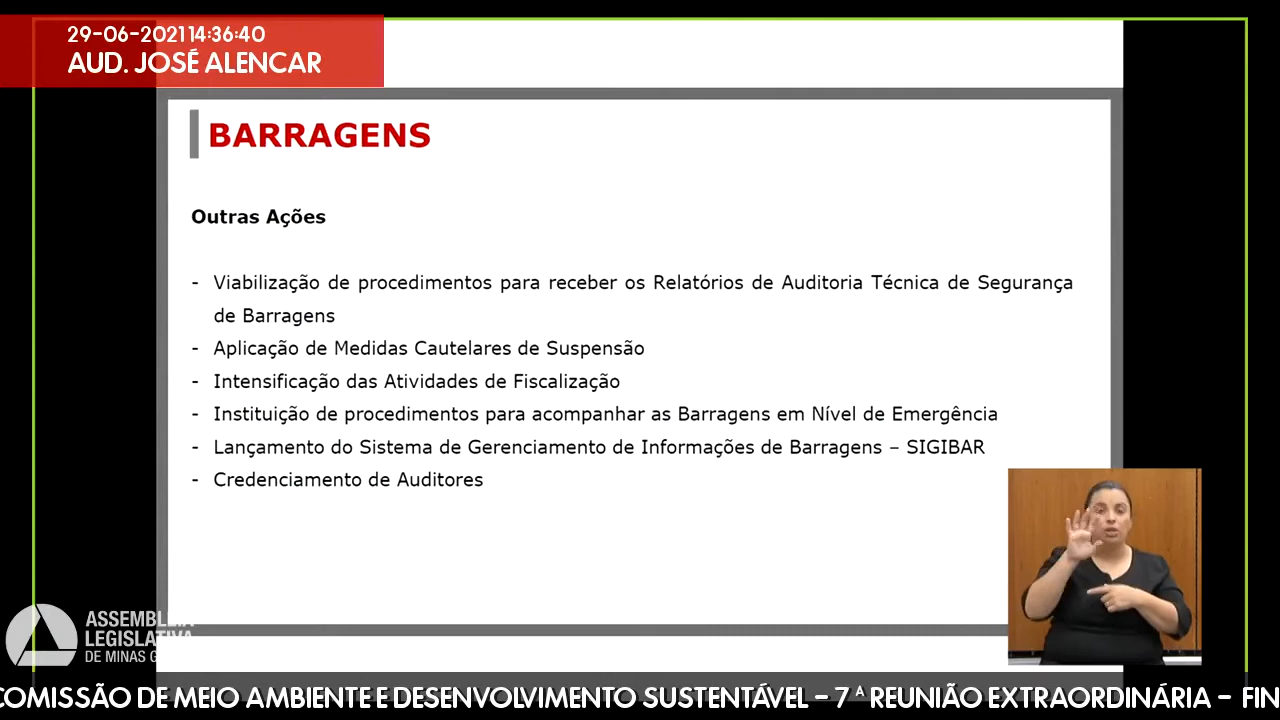 29-06-2021 14:36:40
AUD. JOSÉ ALENCAR
BARRAGENS
Outras Ações
- Viabilização de procedimentos para receber os Relatórios de Auditoria Técnica de Segurança
de Barragens
- Aplicação de Medidas Cautelares de Suspensão
- Intensificação das Atividades de Fiscalização
- Instituição de procedimentos para acompanhar as Barragens em Nível de Emergência
- Lançamento do Sistema de Gerenciamento de Informações de Barragens – SIGIBAR
- Credenciamento de Auditores
ASSEMBLEIA
LEGISLATIVA
DE MINAS G
COMISSÃO DE MEIO AMBIENTE E DESENVOLVIMENTO SUSTENTÁVEL - 7ª REUNIÃO EXTRAORDINÁRIA - FIN